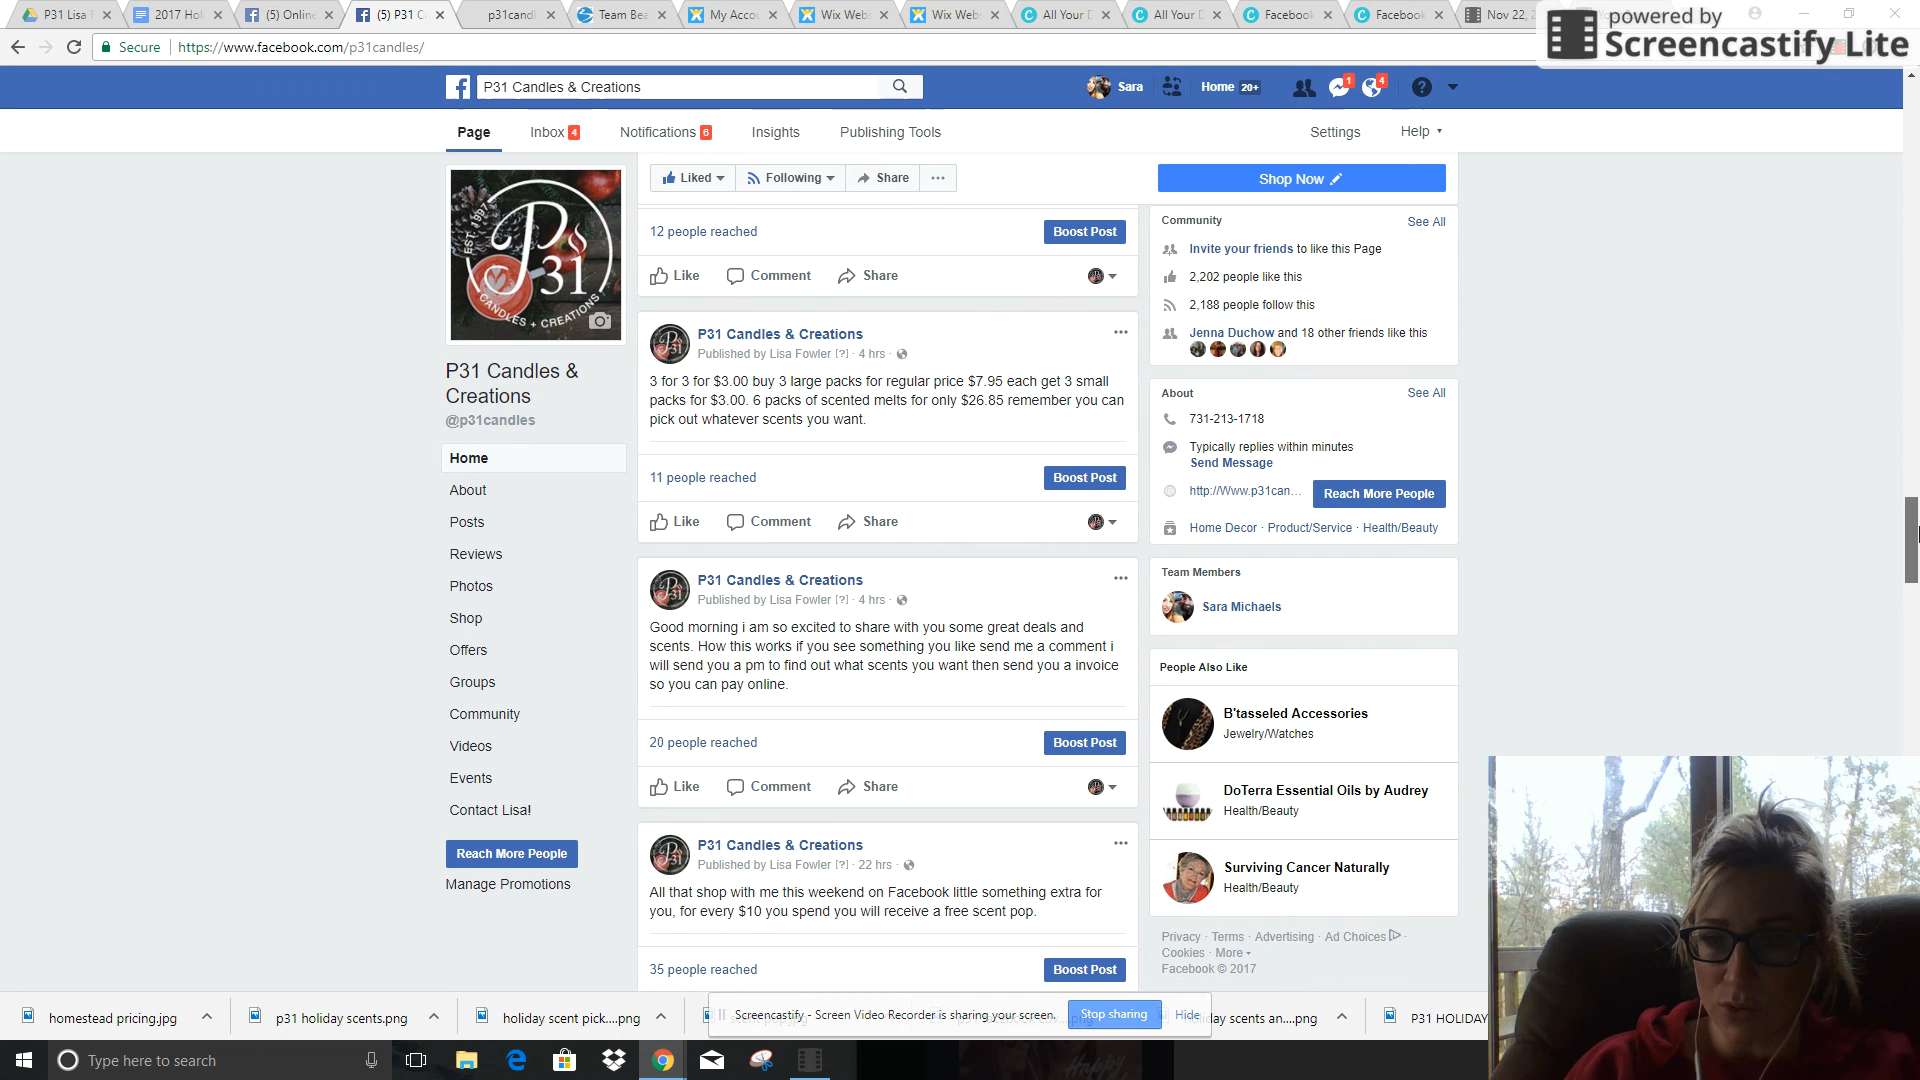 P31 Lisa
2017 Hol
(5) Online
(5) P31 C
p31candl
Team Bea
My Acco
Wix Web
Wix Web
All Your D
All Your D
Facebook
Facebook
Nov 22, 2
powered by
Screencastify Lite
Secure
https://www.facebook.com/p31candles/
P31 Candles & Creations
Sara
Home 20+
1
4
Page
Inbox 4
Notifications 6
Insights
Publishing Tools
Settings
Help
EST. 1997
P31
CANDLES + CREATIONS
P31 Candles &
Creations
@p31candles
Home
About
Posts
Reviews
Photos
Shop
Offers
Groups
Community
Videos
Events
Contact Lisa!
Reach More People
Manage Promotions
Liked
Following
Share
Shop Now
12 people reached
Boost Post
Like
Comment
Share
P31 Candles & Creations
Published by Lisa Fowler [?] · 4 hrs ·
3 for 3 for $3.00 buy 3 large packs for regular price $7.95 each get 3 small
packs for $3.00. 6 packs of scented melts for only $26.85 remember you can
pick out whatever scents you want.
11 people reached
Boost Post
Like
Comment
Share
P31 Candles & Creations
Published by Lisa Fowler [?] · 4 hrs ·
Good morning i am so excited to share with you some great deals and
scents. How this works if you see something you like send me a comment i
will send you a pm to find out what scents you want then send you a invoice
so you can pay online.
20 people reached
Boost Post
Like
Comment
Share
P31 Candles & Creations
Published by Lisa Fowler [?] · 22 hrs ·
All that shop with me this weekend on Facebook little something extra for
you, for every $10 you spend you will receive a free scent pop.
35 people reached
Boost Post
Community
See All
Invite your friends to like this Page
2,202 people like this
2,188 people follow this
Jenna Duchow and 18 other friends like this
About
See All
731-213-1718
Typically replies within minutes
Send Message
http://Www.p31can...
Reach More People
Home Decor · Product/Service · Health/Beauty
Team Members
Sara Michaels
People Also Like
B'tasseled Accessories
Jewelry/Watches
DoTerra Essential Oils by Audrey
Health/Beauty
Surviving Cancer Naturally
Health/Beauty
Privacy · Terms · Advertising · Ad Choices ·
Cookies · More
Facebook © 2017
homestead pricing.jpg
p31 holiday scents.png
holiday scent pick....png
Screencastify - Screen Video Recorder is sharing your screen.
Stop sharing
Hide
iday scents an....png
P31 HOLIDAY
Type here to search
Happy